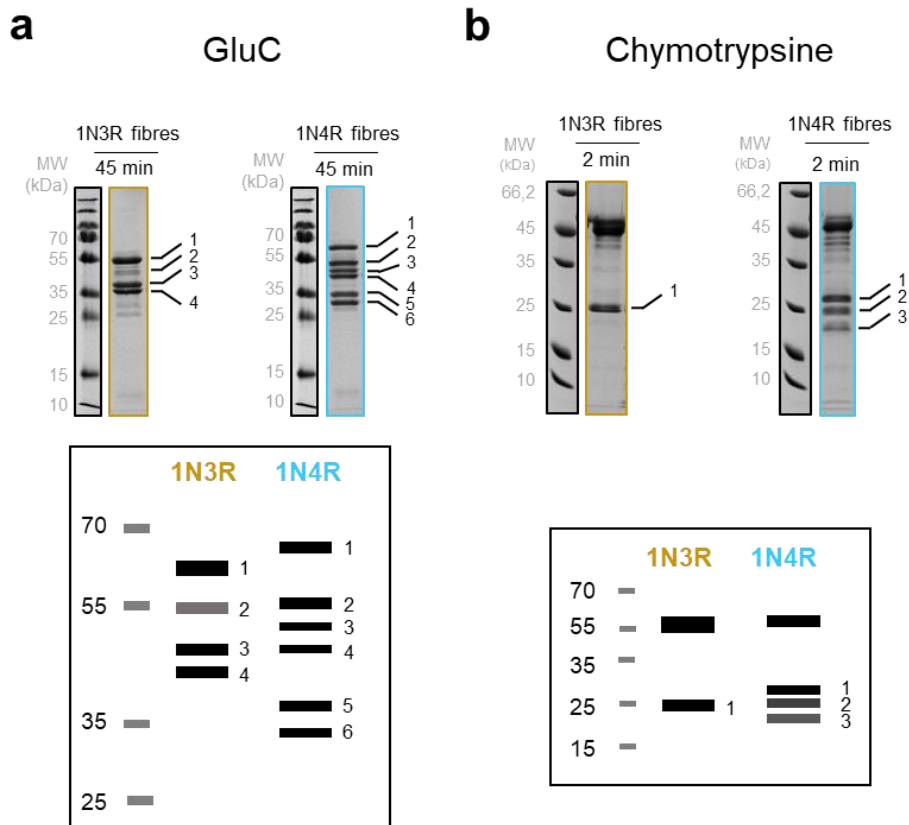 a
GluC
1N3R fibres
45 min
MW
(kDa)
70
55
35
25
15
10
1
2
3
4
1N4R fibres
45 min
MW
(kDa)
70
55
35
25
15
10
1
2
3
4
5
6
1N3R
1N4R
70
55
35
25
1
2
3
4
1
2
3
4
5
6
b
Chymotrypsine
1N3R fibres
2 min
MW
(kDa)
66,2
45
35
25
15
10
1
1N4R fibres
2 min
MW
(kDa)
66,2
45
35
25
15
10
1
2
3
1N3R
1N4R
70
55
35
25
15
1
1
2
3